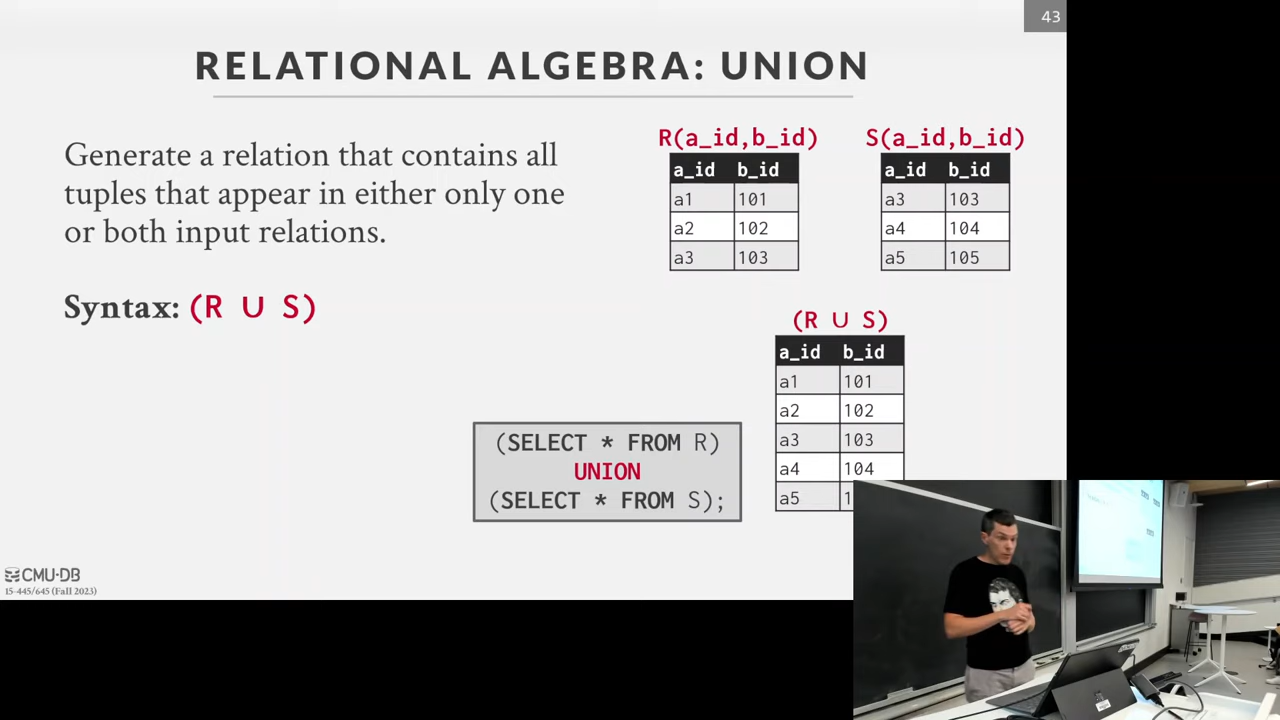 43
RELATIONAL ALGEBRA: UNION
Generate a relation that contains all
tuples that appear in either only one
or both input relations.
Syntax: (R ∪ S)
R(a_id,b_id)
a_id b_id
a1 101
a2 102
a3 103
S(a_id,b_id)
a_id b_id
a3 103
a4 104
a5 105
(R ∪ S)
a_id b_id
a1 101
a2 102
a3 103
a4 104
a5 1
(SELECT * FROM R)
UNION
(SELECT * FROM S);
CMU·DB
15-445/645 (Fall 2023)